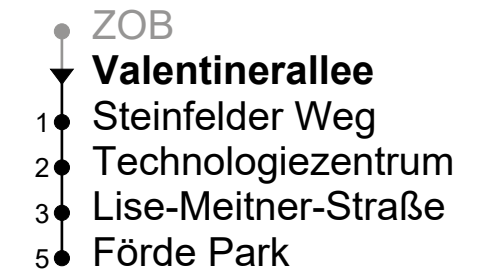 ZOB
Valentinerallee
1 Steinfelder Weg
2 Technologiezentrum
3 Lise-Meitner-Straße
5 Förde Park